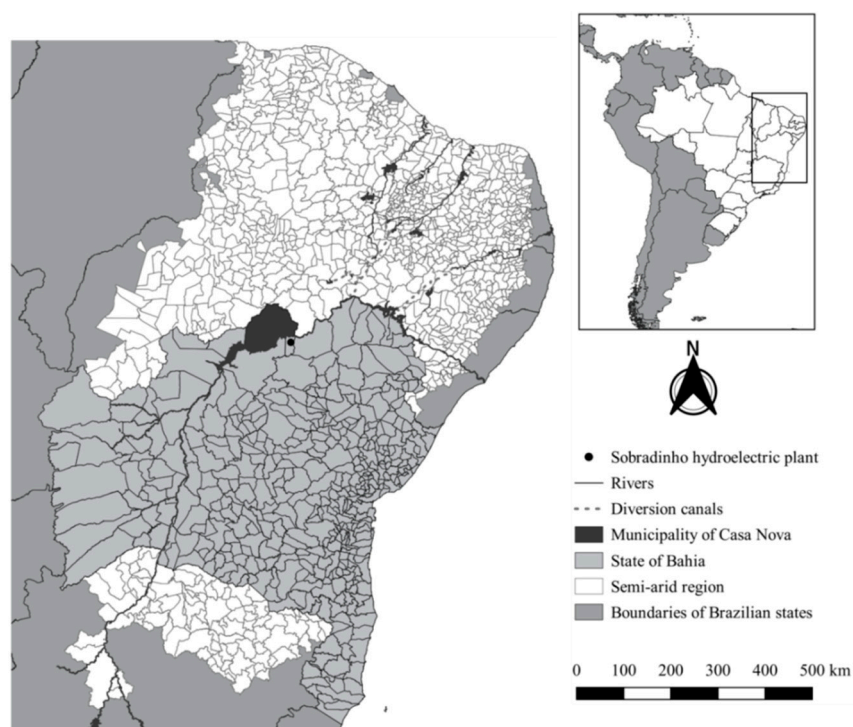 N
Sobradinho hydroelectric plant
Rivers
Diversion canals
Municipality of Casa Nova
State of Bahia
Semi-arid region
Boundaries of Brazilian states
0 100 200 300 400 500 km